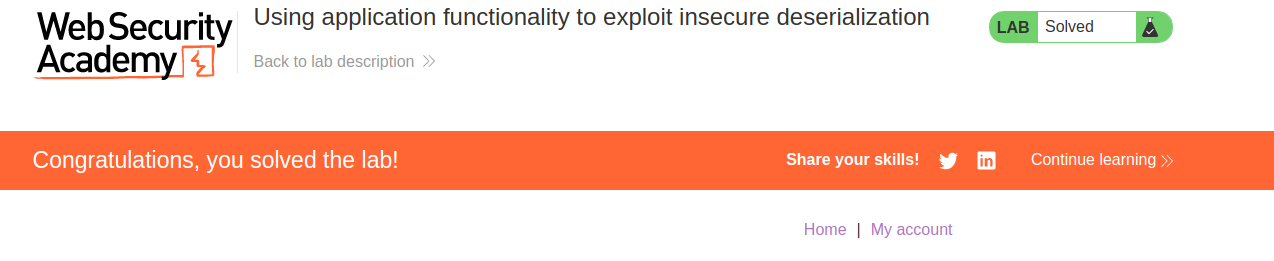 Web Security
Academy
Using application functionality to exploit insecure deserialization
Back to lab description
LAB Solved
Congratulations, you solved the lab!
Share your skills!
Continue learning
Home | My account